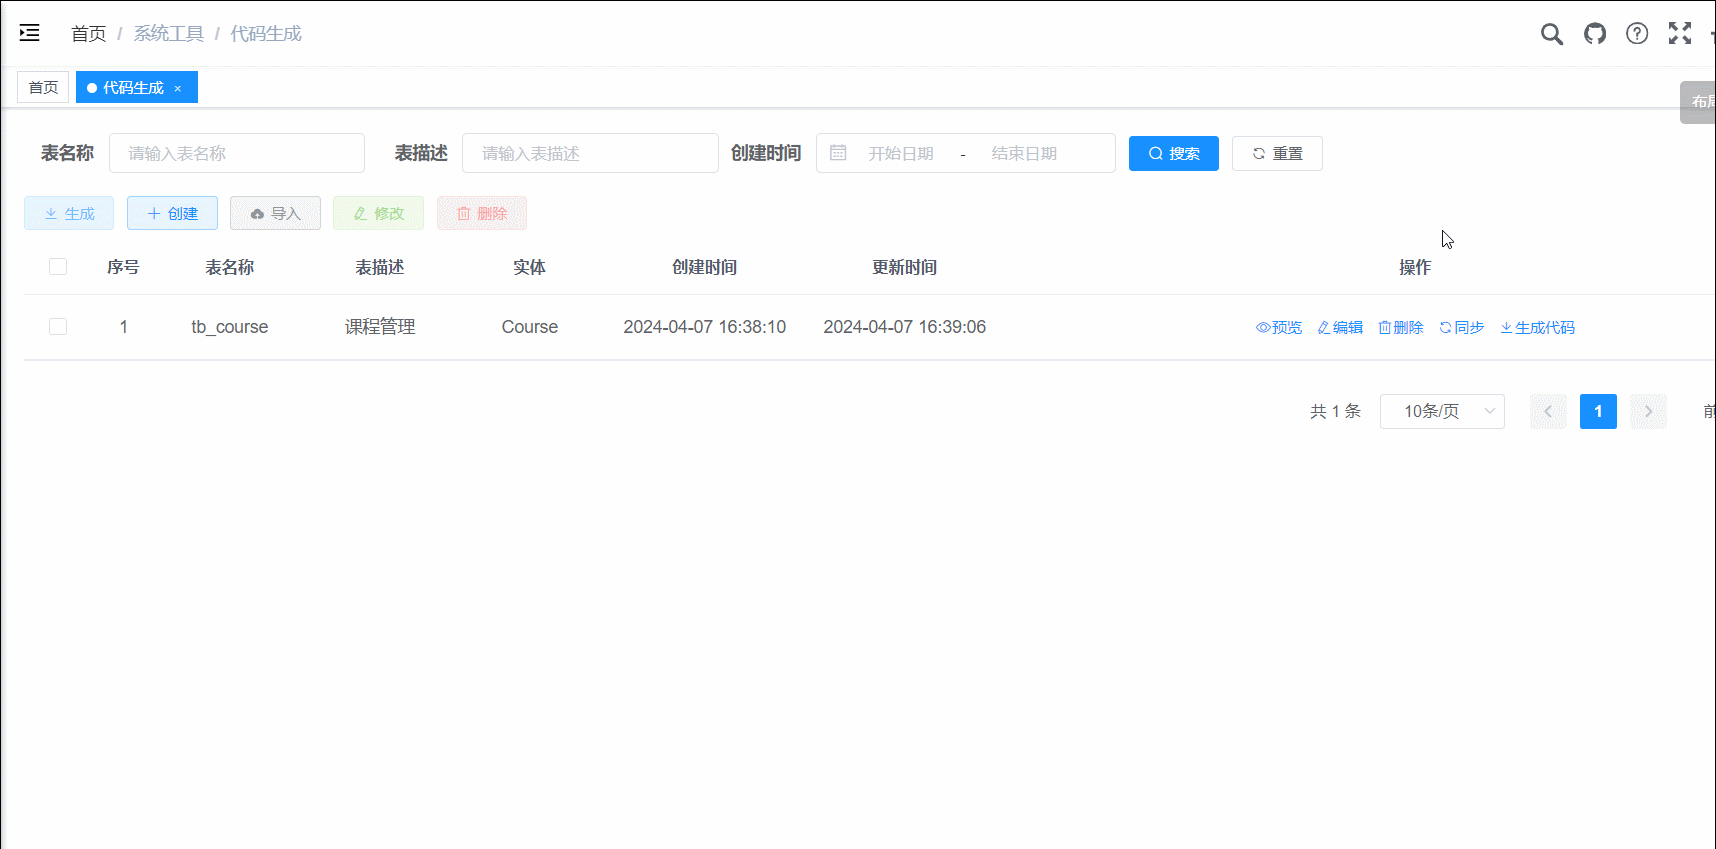 首页 / 系统工具 / 代码生成
首页 代码生成 ×
布局
表名称 请输入表名称 表描述 请输入表描述 创建时间 开始日期 - 结束日期 搜索 重置
生成 创建 导入 修改 删除
序号 表名称 表描述 实体 创建时间 更新时间 操作
1 tb_course 课程管理 Course 2024-04-07 16:38:10 2024-04-07 16:39:06 预览 编辑 删除 同步 生成代码
共 1 条 10条/页 1 前